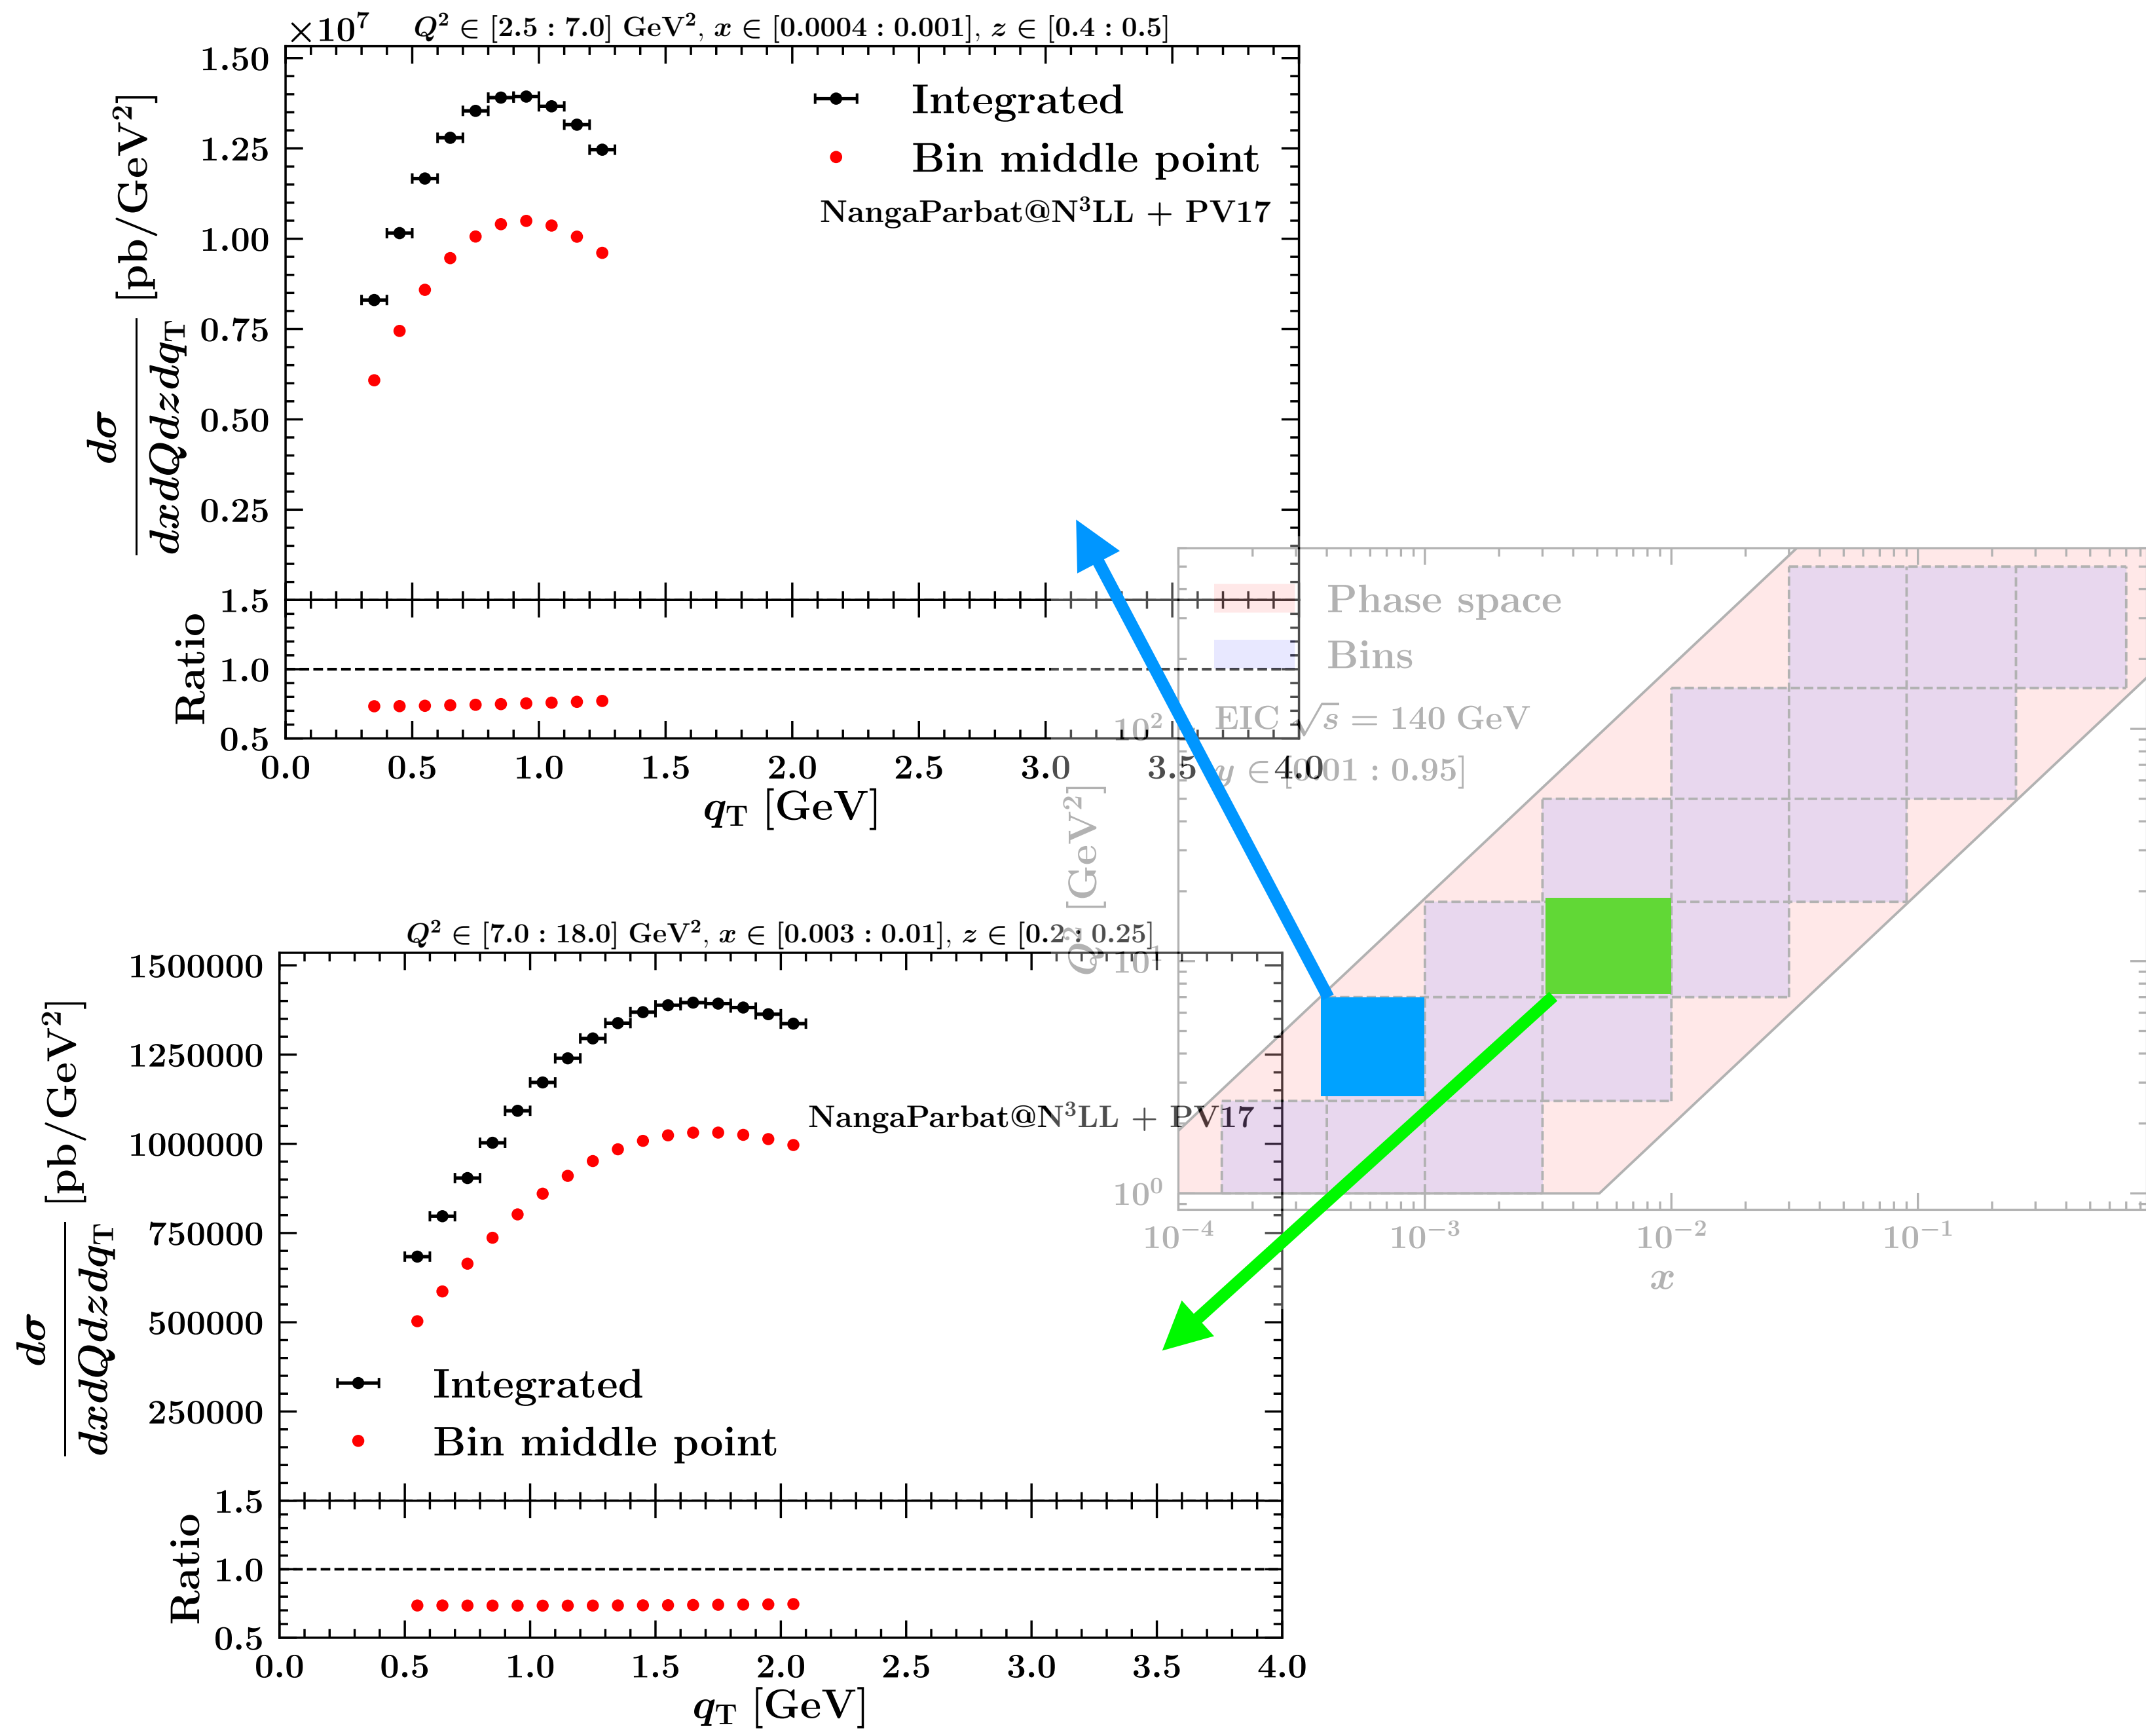 ×10⁷
Q² ∈ [2.5 : 7.0] GeV², x ∈ [0.0004 : 0.001], z ∈ [0.4 : 0.5]
1.50
1.25
1.00
0.75
0.50
0.25
dσ
dxdQdzdq_T
[pb/GeV²]
Integrated
Bin middle point
NangaParbat@N³LL + PV17
1.5
1.0
0.5
Ratio
0.0 0.5 1.0 1.5 2.0 2.5 3.0 3.5 4.0
q_T [GeV]
Phase space
Bins
EIC √s = 140 GeV
y ∈ [0.01 : 0.95]
10²
10¹
10⁰
Q² [GeV²]
10⁻⁴ 10⁻³ 10⁻² 10⁻¹
x
Q² ∈ [7.0 : 18.0] GeV², x ∈ [0.003 : 0.01], z ∈ [0.2 : 0.25]
1500000
1250000
1000000
750000
500000
250000
dσ
dxdQdzdq_T
[pb/GeV²]
NangaParbat@N³LL + PV17
Integrated
Bin middle point
1.5
1.0
0.5
Ratio
0.0 0.5 1.0 1.5 2.0 2.5 3.0 3.5 4.0
q_T [GeV]